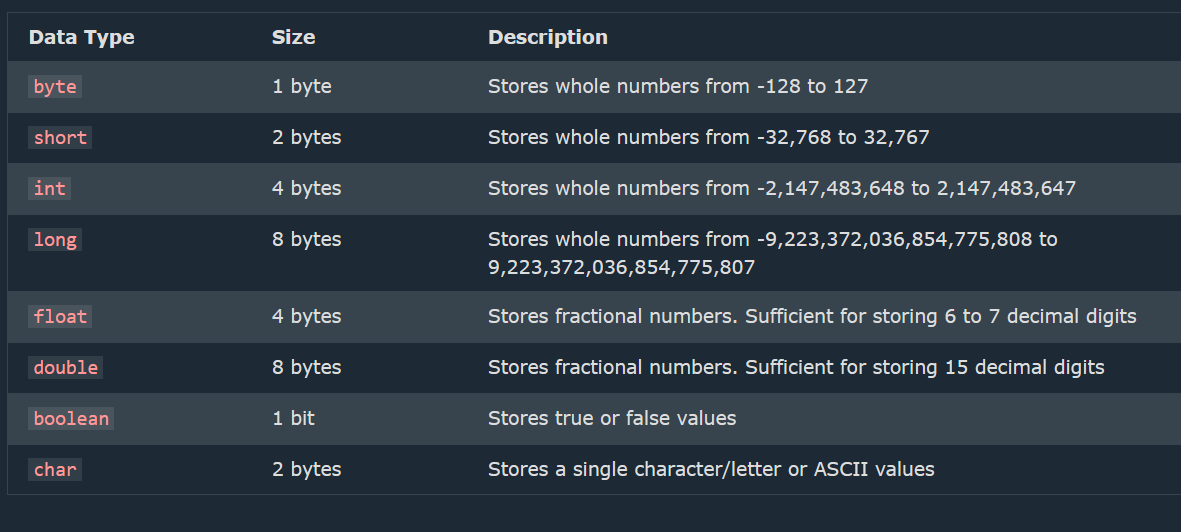 Data Type Size Description
byte 1 byte Stores whole numbers from -128 to 127
short 2 bytes Stores whole numbers from -32,768 to 32,767
int 4 bytes Stores whole numbers from -2,147,483,648 to 2,147,483,647
long 8 bytes Stores whole numbers from -9,223,372,036,854,775,808 to
9,223,372,036,854,775,807
float 4 bytes Stores fractional numbers. Sufficient for storing 6 to 7 decimal digits
double 8 bytes Stores fractional numbers. Sufficient for storing 15 decimal digits
boolean 1 bit Stores true or false values
char 2 bytes Stores a single character/letter or ASCII values